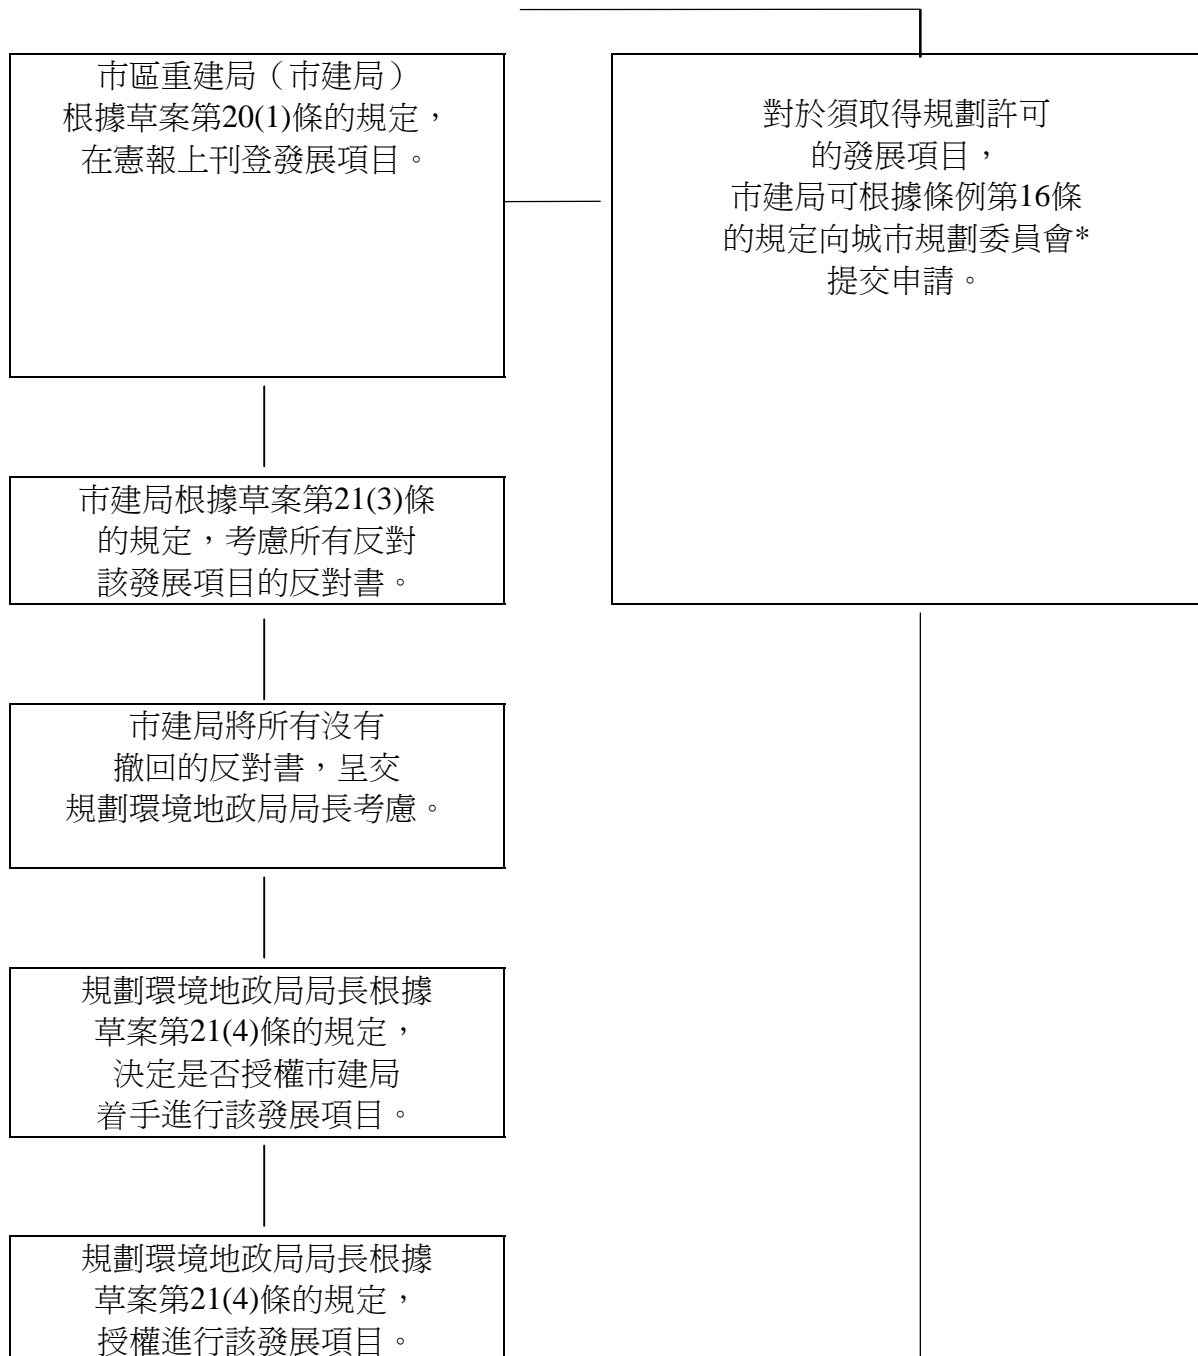 市區重建局（市建局）
根據草案第20(1)條的規定，
在憲報上刊登發展項目。
對於須取得規劃許可
的發展項目，
市建局可根據條例第16條
的規定向城市規劃委員會*
提交申請。
市建局根據草案第21(3)條
的規定，考慮所有反對
該發展項目的反對書。
市建局將所有沒有
撤回的反對書，呈交
規劃環境地政局局長考慮。
規劃環境地政局局長根據
草案第21(4)條的規定，
決定是否授權市建局
着手進行該發展項目。
規劃環境地政局局長根據
草案第21(4)條的規定，
授權進行該發展項目。